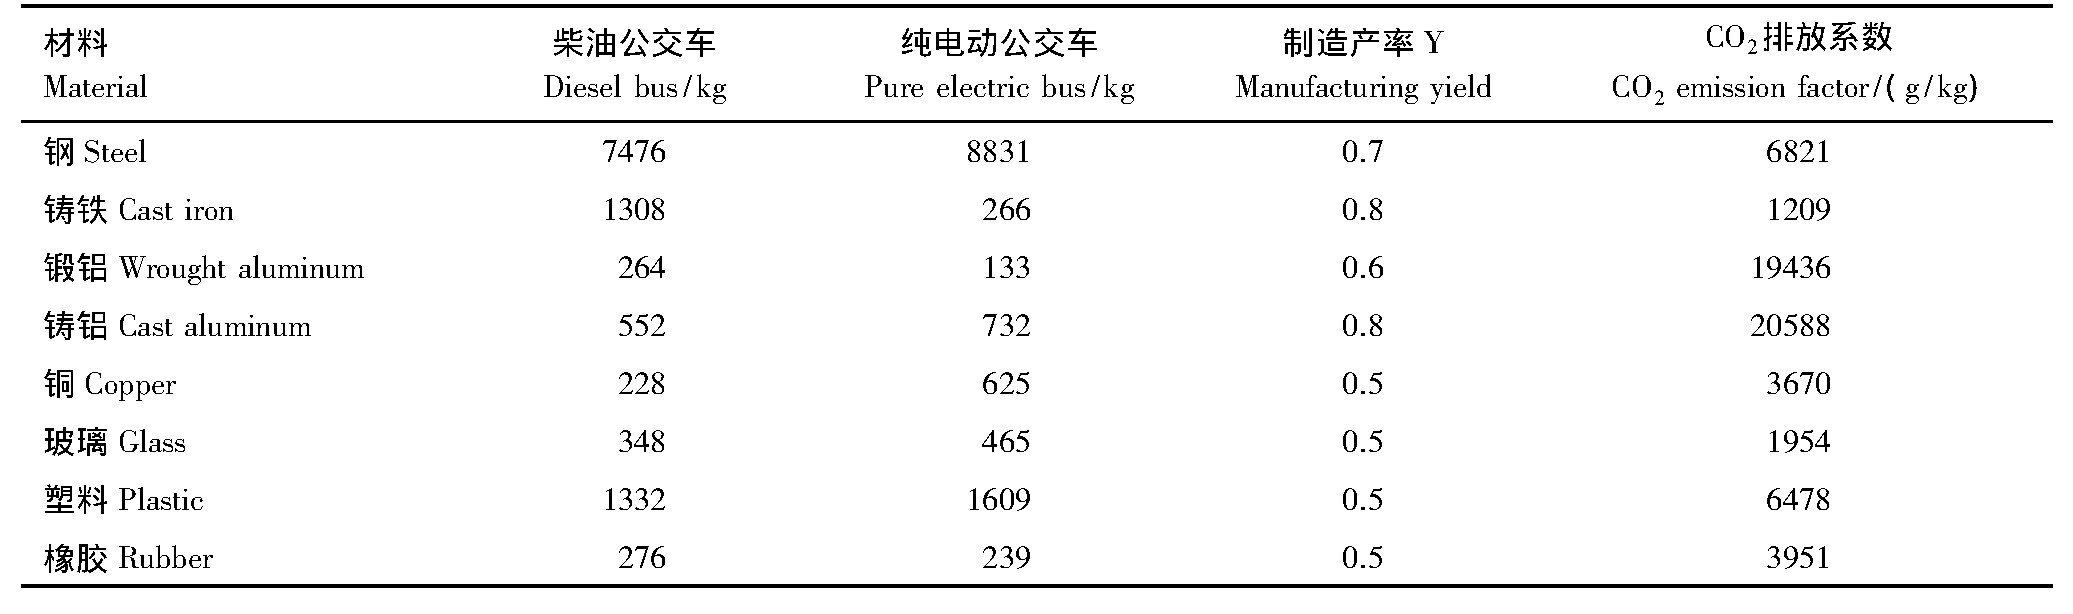 材料 柴油公交车 纯电动公交车 制造产率 Y CO2排放系数
Material Diesel bus/kg Pure electric bus/kg Manufacturing yield CO2 emission factor/( g/kg)
钢 Steel 7476 8831 0.7 6821
铸铁 Cast iron 1308 266 0.8 1209
锻铝 Wrought aluminum 264 133 0.6 19436
铸铝 Cast aluminum 552 732 0.8 20588
铜 Copper 228 625 0.5 3670
玻璃 Glass 348 465 0.5 1954
塑料 Plastic 1332 1609 0.5 6478
橡胶 Rubber 276 239 0.5 3951